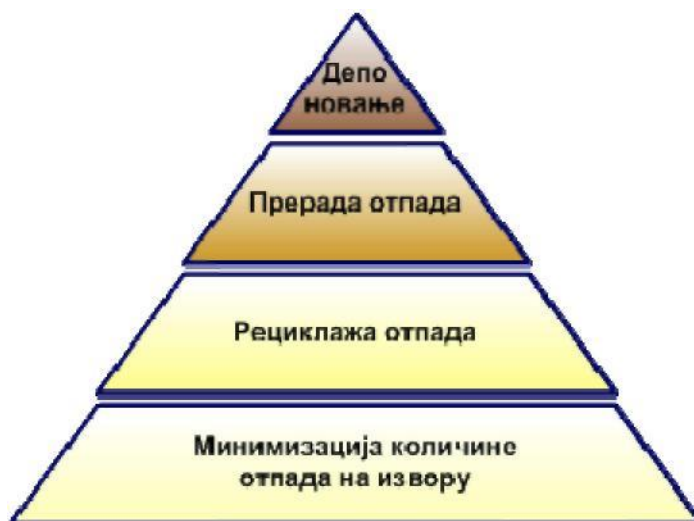 Депо
новање
Прерада отпада
Рециклажа отпада
Минимизација количине
отпада на извору